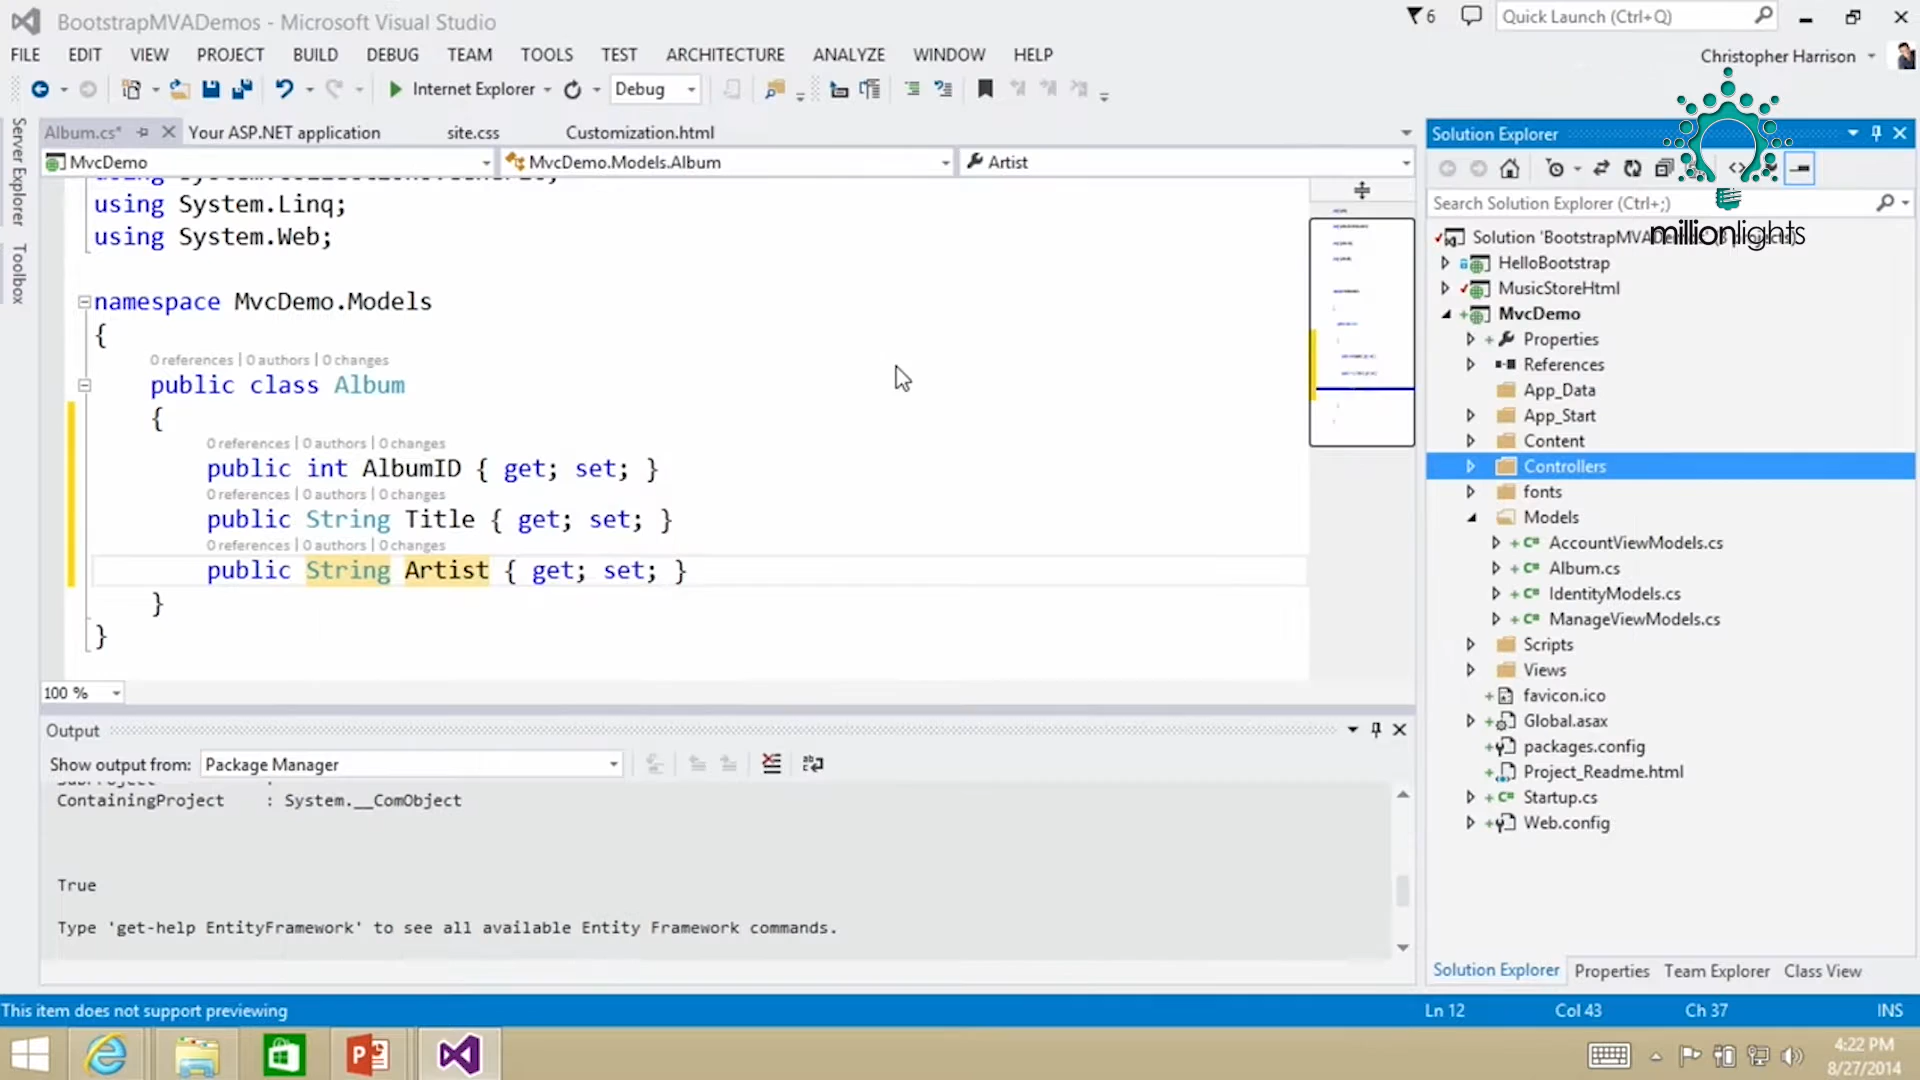 BootstrapMVADemos - Microsoft Visual Studio
6
Quick Launch (Ctrl+Q)
FILE EDIT VIEW PROJECT BUILD DEBUG TEAM TOOLS TEST ARCHITECTURE ANALYZE WINDOW HELP
Christopher Harrison
Internet Explorer
Debug
Server Explorer
Toolbox
Album.cs*
Your ASP.NET application
site.css
Customization.html
MvcDemo
MvcDemo.Models.Album
Artist
using System.Linq;
using System.Web;
namespace MvcDemo.Models
{
0 references | 0 authors | 0 changes
public class Album
{
0 references | 0 authors | 0 changes
public int AlbumID { get; set; }
0 references | 0 authors | 0 changes
public String Title { get; set; }
0 references | 0 authors | 0 changes
public String Artist { get; set; }
}
}
100 %
Output
Show output from: Package Manager
ContainingProject : System.__ComObject
True
Type 'get-help EntityFramework' to see all available Entity Framework commands.
Solution Explorer
Search Solution Explorer (Ctrl+;)
millionlights
Solution 'BootstrapMVADemos' (3 projects)
HelloBootstrap
MusicStoreHtml
MvcDemo
Properties
References
App_Data
App_Start
Content
Controllers
fonts
Models
AccountViewModels.cs
Album.cs
IdentityModels.cs
ManageViewModels.cs
Scripts
Views
favicon.ico
Global.asax
packages.config
Project_Readme.html
Startup.cs
Web.config
Solution Explorer Properties Team Explorer Class View
This item does not support previewing
Ln 12 Col 43 Ch 37 INS
4:22 PM
8/27/2014